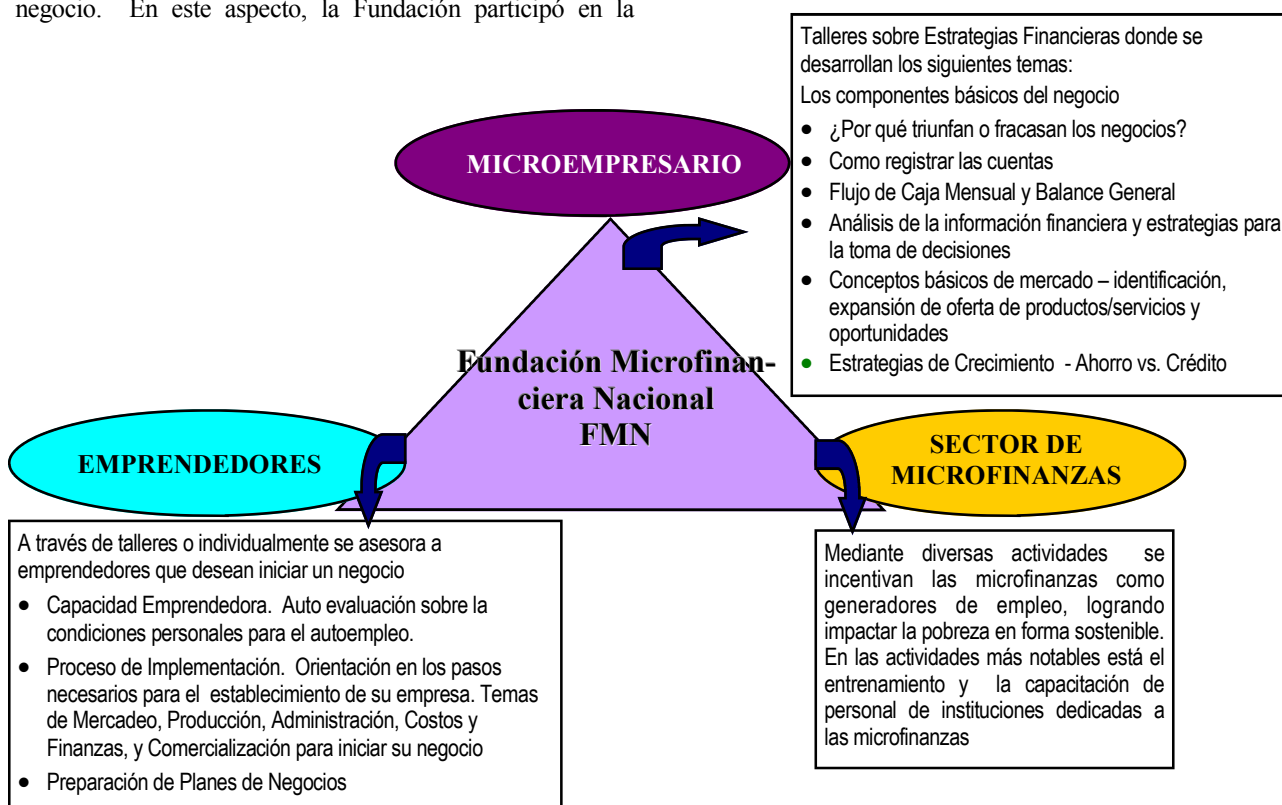 negocio. En este aspecto, la Fundación participó en la
Talleres sobre Estrategias Financieras donde se
desarrollan los siguientes temas:
Los componentes básicos del negocio
• ¿Por qué triunfan o fracasan los negocios?
• Como registrar las cuentas
• Flujo de Caja Mensual y Balance General
• Análisis de la información financiera y estrategias para
la toma de decisiones
• Conceptos básicos de mercado – identificación,
expansión de oferta de productos/servicios y
oportunidades
• Estrategias de Crecimiento - Ahorro vs. Crédito
MICROEMPRESARIO
Fundación Microfinan-
ciera Nacional
FMN
EMPRENDEDORES
SECTOR DE
MICROFINANZAS
A través de talleres o individualmente se asesora a
emprendedores que desean iniciar un negocio
• Capacidad Emprendedora. Auto evaluación sobre la
condiciones personales para el autoempleo.
• Proceso de Implementación. Orientación en los pasos
necesarios para el establecimiento de su empresa. Temas
de Mercadeo, Producción, Administración, Costos y
Finanzas, y Comercialización para iniciar su negocio
• Preparación de Planes de Negocios
Mediante diversas actividades se
incentivan las microfinanzas como
generadores de empleo, logrando
impactar la pobreza en forma sostenible.
En las actividades más notables está el
entrenamiento y la capacitación de
personal de instituciones dedicadas a
las microfinanzas